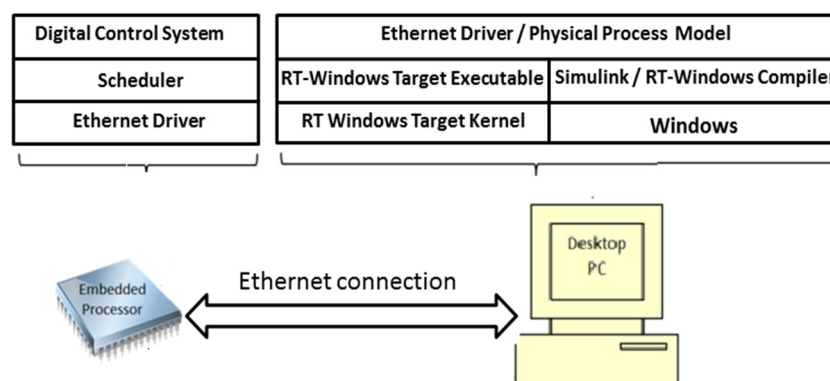 Digital Control System
Scheduler
Ethernet Driver
Ethernet Driver / Physical Process Model
RT-Windows Target Executable
Simulink / RT-Windows Compiler
RT Windows Target Kernel
Windows
Embedded
Processor
Ethernet connection
Desktop
PC